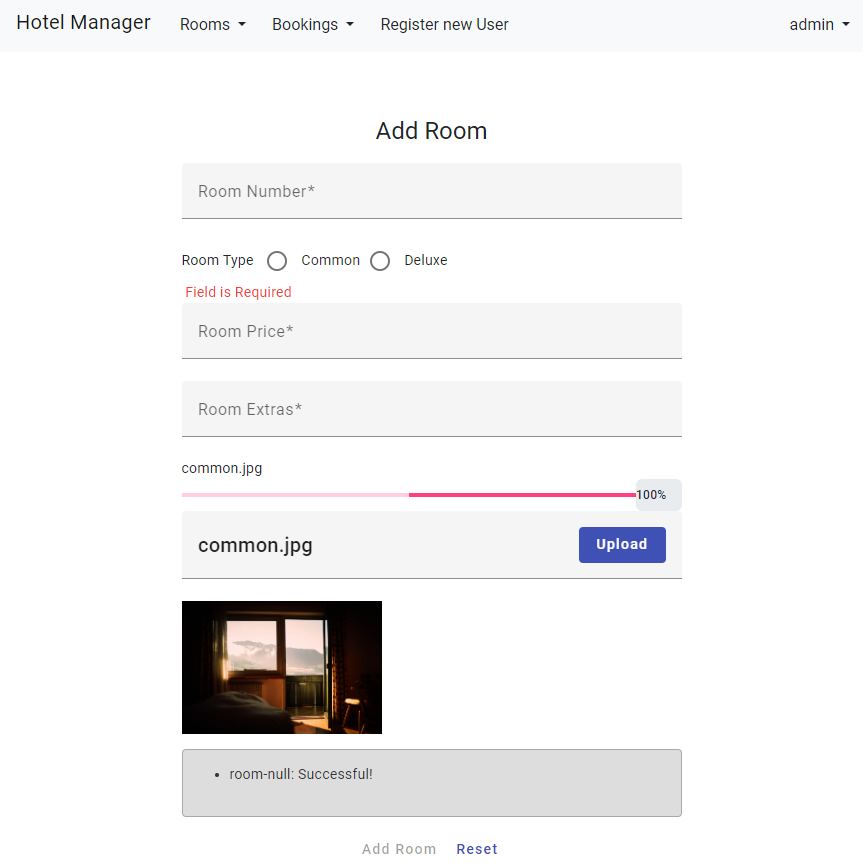 Hotel Manager Rooms Bookings Register new User admin
Add Room
Room Number*
Room Type Common Deluxe
Field is Required
Room Price*
Room Extras*
common.jpg
100%
common.jpg Upload
• room-null: Successful!
Add Room Reset